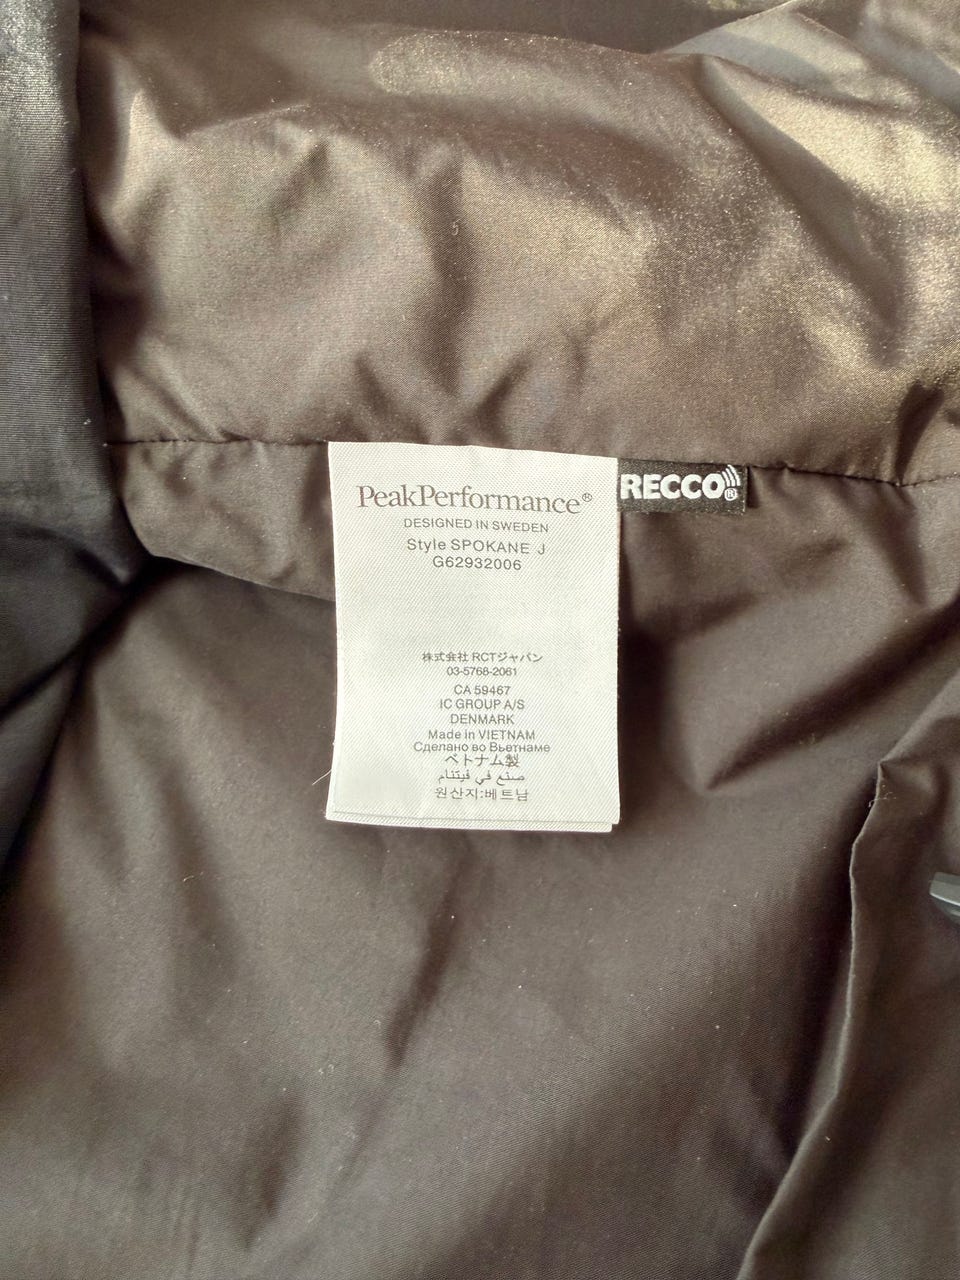 PeakPerformance®
DESIGNED IN SWEDEN
Style SPOKANE J
G62932006
RECCO®
株式会社 RCTジャパン
03-5768-2061
CA 59467
IC GROUP A/S
DENMARK
Made in VIETNAM
Сделано во Вьетнаме
ベトナム製
صنع في فيتنام
원산지:베트남